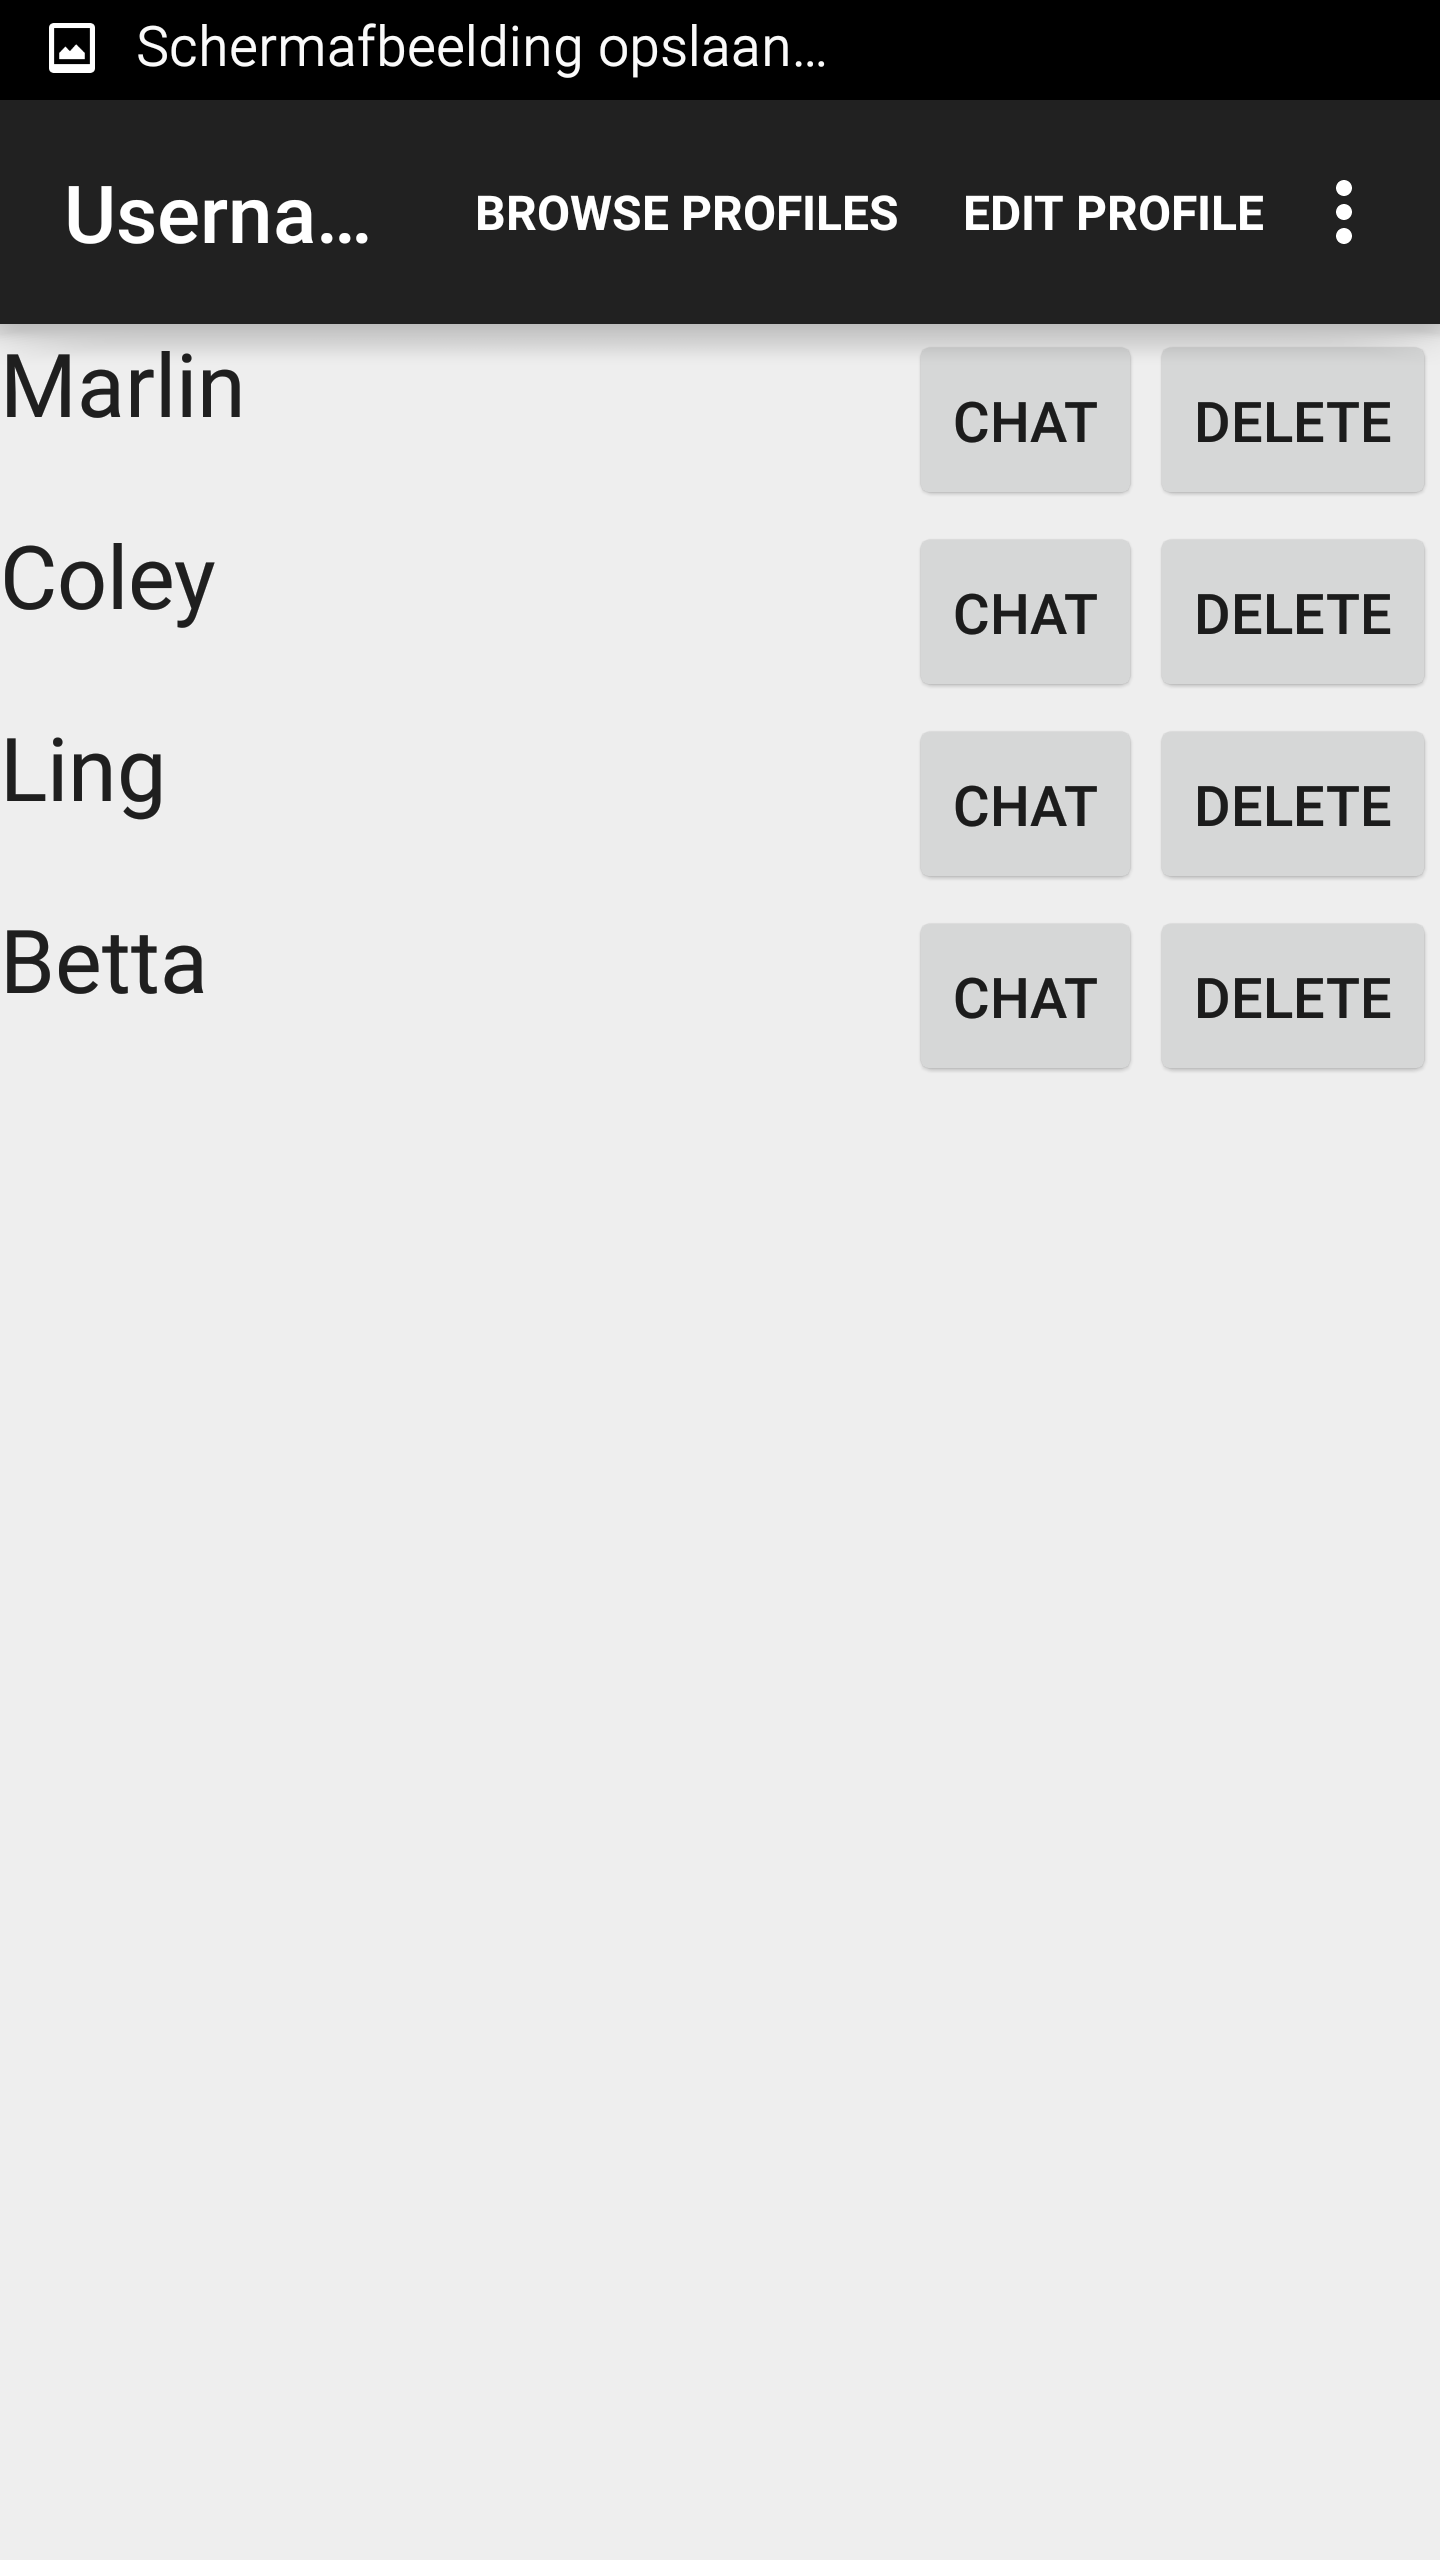 Schermafbeelding opslaan...
Userna... BROWSE PROFILES EDIT PROFILE
Marlin CHAT DELETE
Coley CHAT DELETE
Ling CHAT DELETE
Betta CHAT DELETE